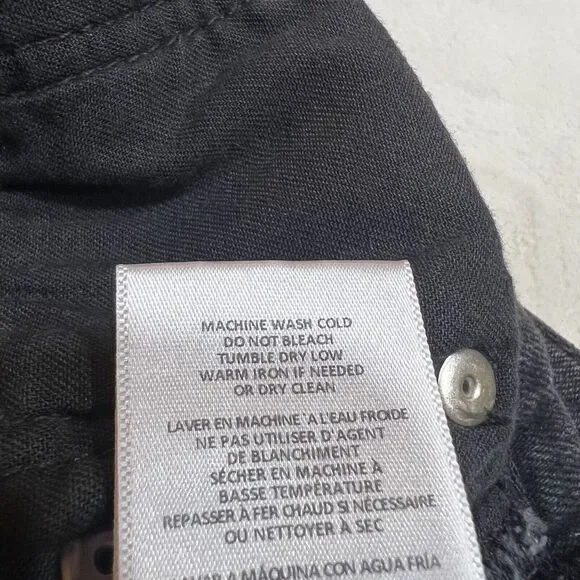 MACHINE WASH COLD
DO NOT BLEACH
TUMBLE DRY LOW
WARM IRON IF NEEDED
OR DRY CLEAN
LAVER EN MACHINE `A L'EAU FROIDE
NE PAS UTILISER D'AGENT
DE BLANCHIMENT
SÉCHER EN MACHINE À
BASSE TEMPÉRATURE
REPASSER À FER CHAUD SI NÉCESSAIRE
OU NETTOYER À SEC
A MÁQUINA CON AGUA FRÍA